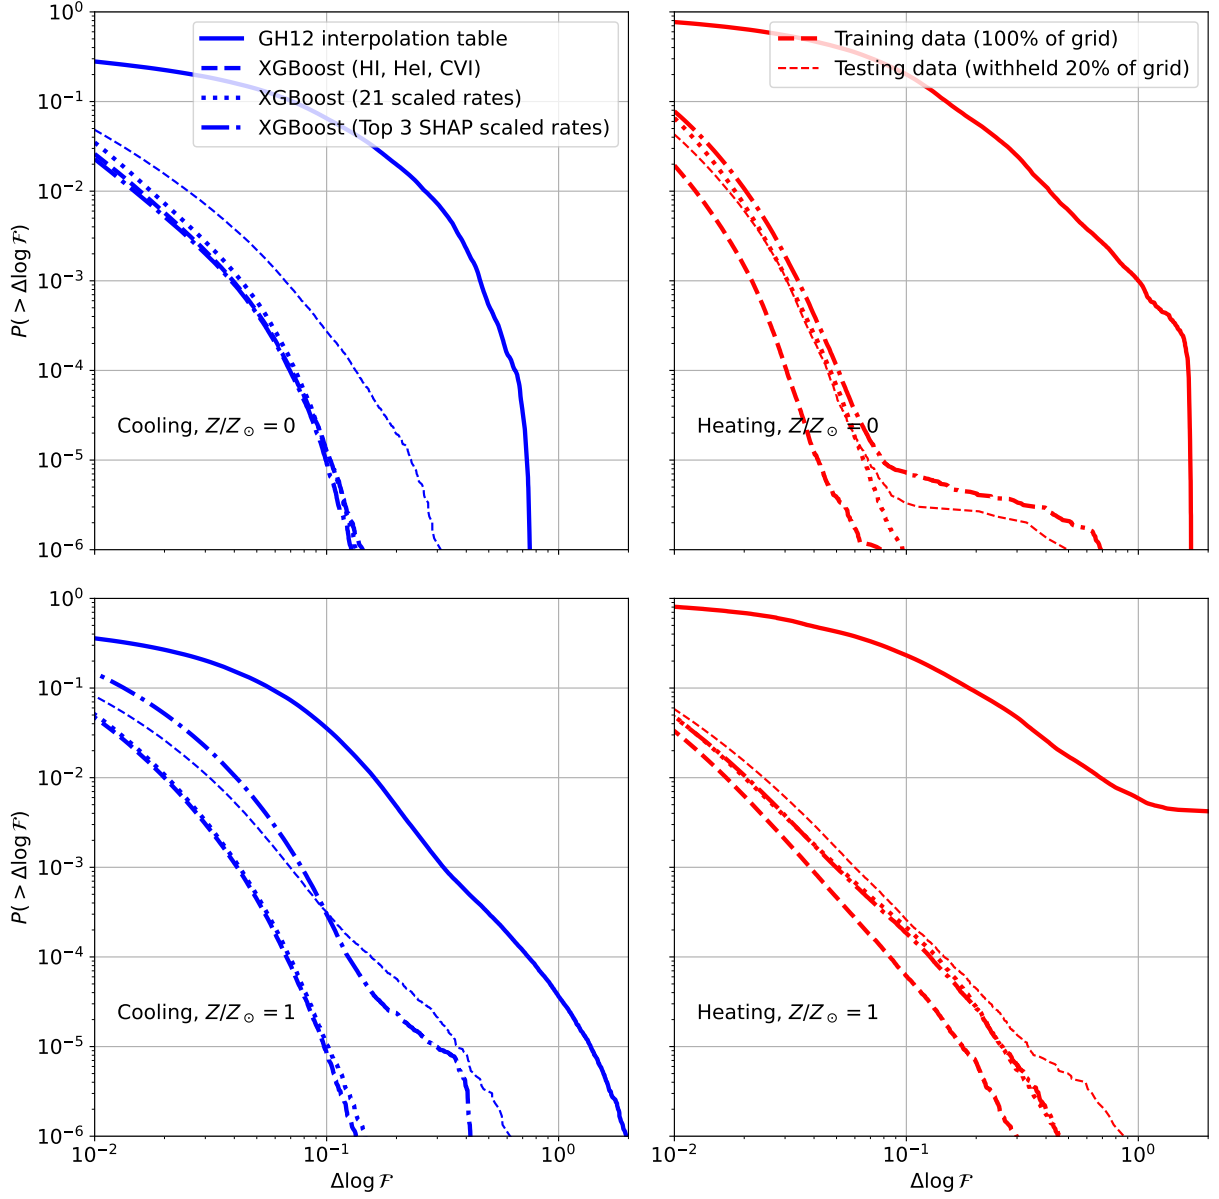 10^0
10^-1
10^-2
10^-3
10^-4
10^-5
10^-6
P(> Δlog ℱ)
GH12 interpolation table
XGBoost (HI, HeI, CVI)
XGBoost (21 scaled rates)
XGBoost (Top 3 SHAP scaled rates)
Cooling, Z/Z⊙ = 0
Training data (100% of grid)
Testing data (withheld 20% of grid)
Heating, Z/Z⊙ = 0
10^0
10^-1
10^-2
10^-3
10^-4
10^-5
10^-6
P(> Δlog ℱ)
Cooling, Z/Z⊙ = 1
10^-2
10^-1
10^0
Δlog ℱ
Heating, Z/Z⊙ = 1
10^-2
10^-1
10^0
Δlog ℱ